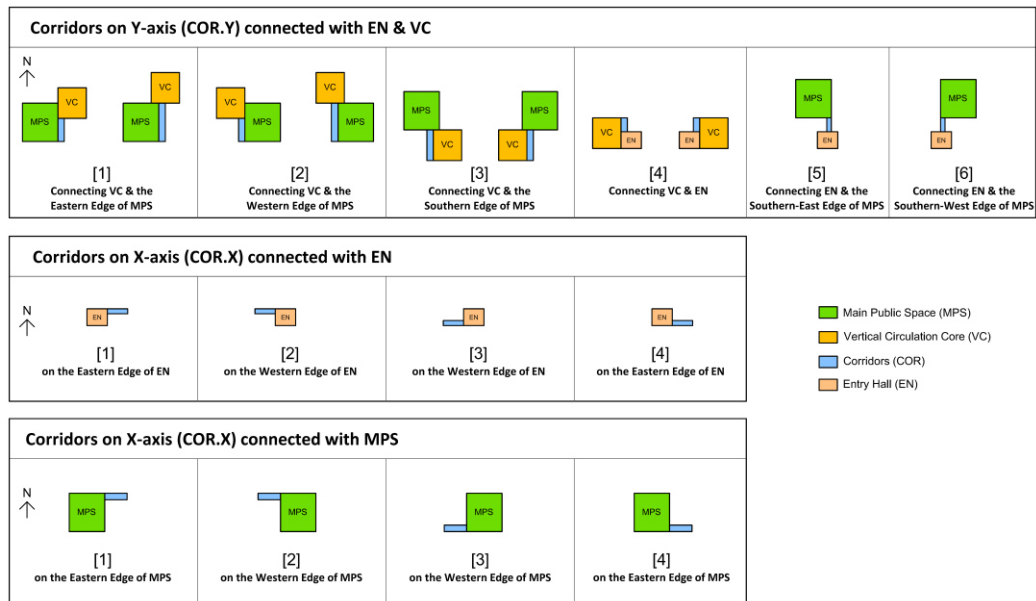 Corridors on Y-axis (COR.Y) connected with EN & VC
N
VC
MPS
VC
MPS
[1]
Connecting VC & the
Eastern Edge of MPS
VC
MPS
VC
MPS
[2]
Connecting VC & the
Western Edge of MPS
MPS
VC
MPS
VC
[3]
Connecting VC & the
Southern Edge of MPS
VC
EN
EN
VC
[4]
Connecting VC & EN
MPS
EN
[5]
Connecting EN & the
Southern-East Edge of MPS
MPS
EN
[6]
Connecting EN & the
Southern-West Edge of MPS
Corridors on X-axis (COR.X) connected with EN
N
EN
[1]
on the Eastern Edge of EN
EN
[2]
on the Western Edge of EN
EN
[3]
on the Western Edge of EN
EN
[4]
on the Eastern Edge of EN
Main Public Space (MPS)
Vertical Circulation Core (VC)
Corridors (COR)
Entry Hall (EN)
Corridors on X-axis (COR.X) connected with MPS
N
MPS
[1]
on the Eastern Edge of MPS
MPS
[2]
on the Western Edge of MPS
MPS
[3]
on the Western Edge of MPS
MPS
[4]
on the Eastern Edge of MPS